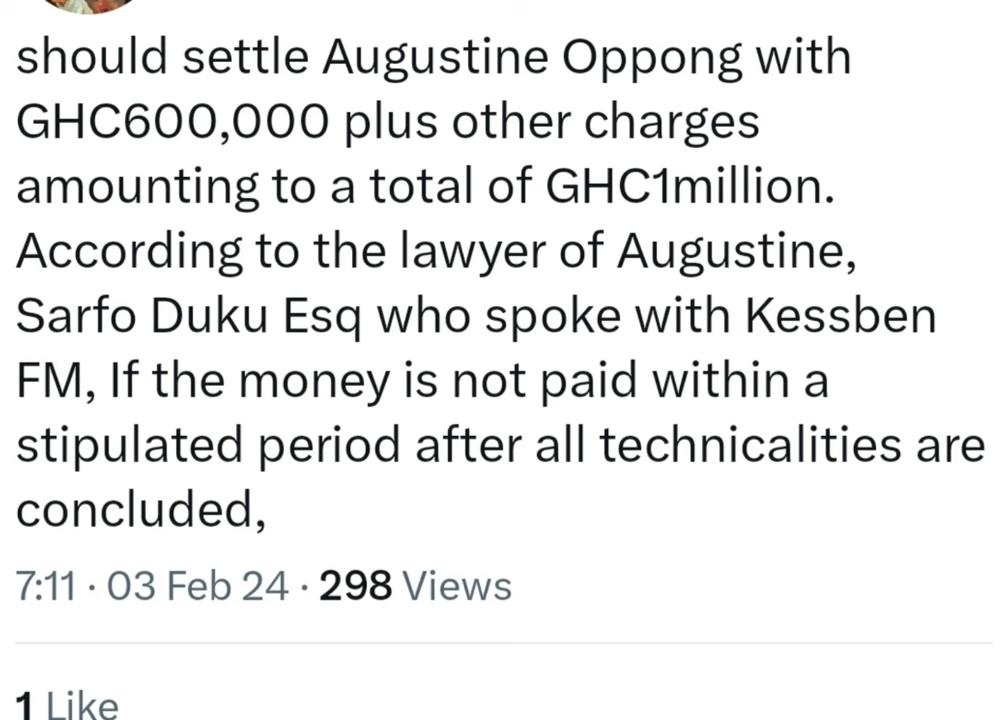 should settle Augustine Oppong with
GHC600,000 plus other charges
amounting to a total of GHC1million.
According to the lawyer of Augustine,
Sarfo Duku Esq who spoke with Kessben
FM, If the money is not paid within a
stipulated period after all technicalities are
concluded,
7:11 · 03 Feb 24 · 298 Views
1 Like